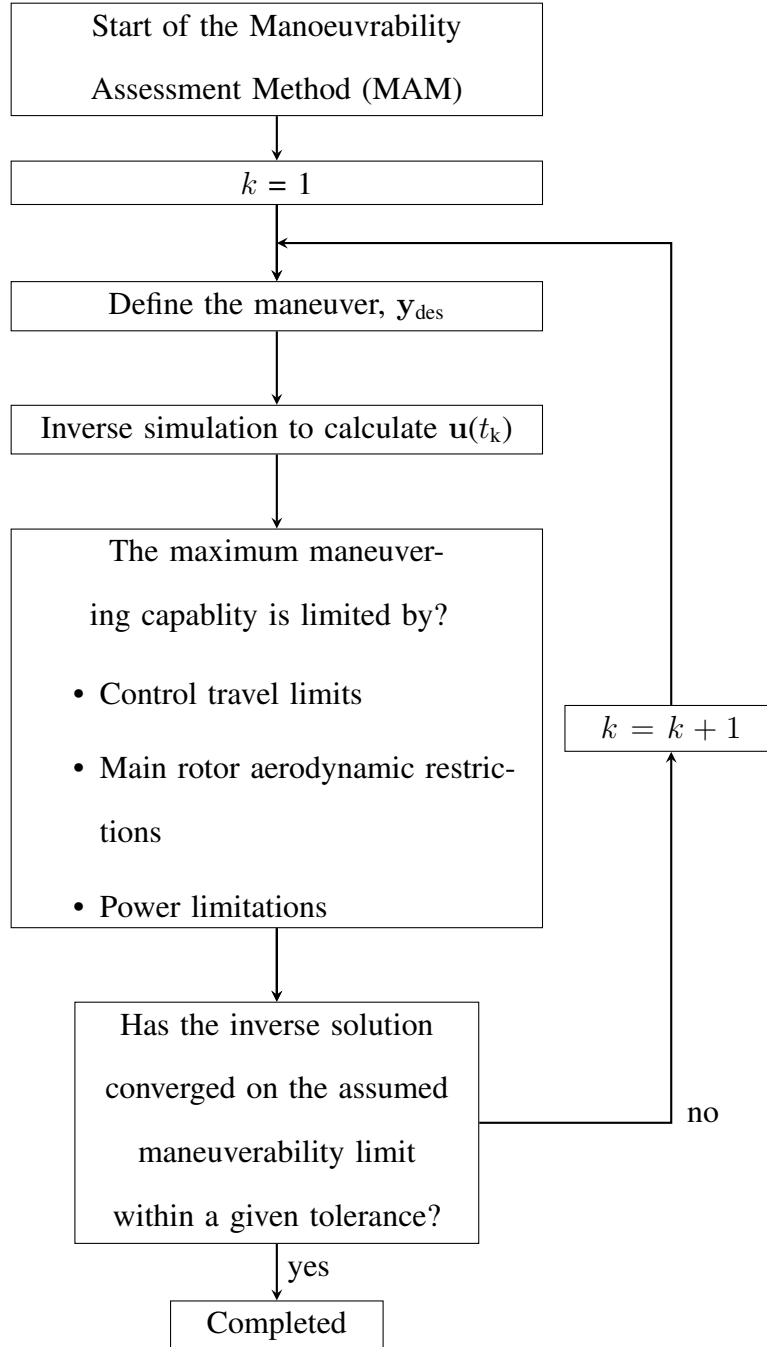 Start of the Manoeuvrability
Assessment Method (MAM)
k = 1
Define the maneuver, y_des
Inverse simulation to calculate u(t_k)
The maximum maneuver-
ing capablity is limited by?
• Control travel limits
• Main rotor aerodynamic restric-
tions
• Power limitations
k = k + 1
Has the inverse solution
converged on the assumed
maneuverability limit
within a given tolerance?
no
yes
Completed